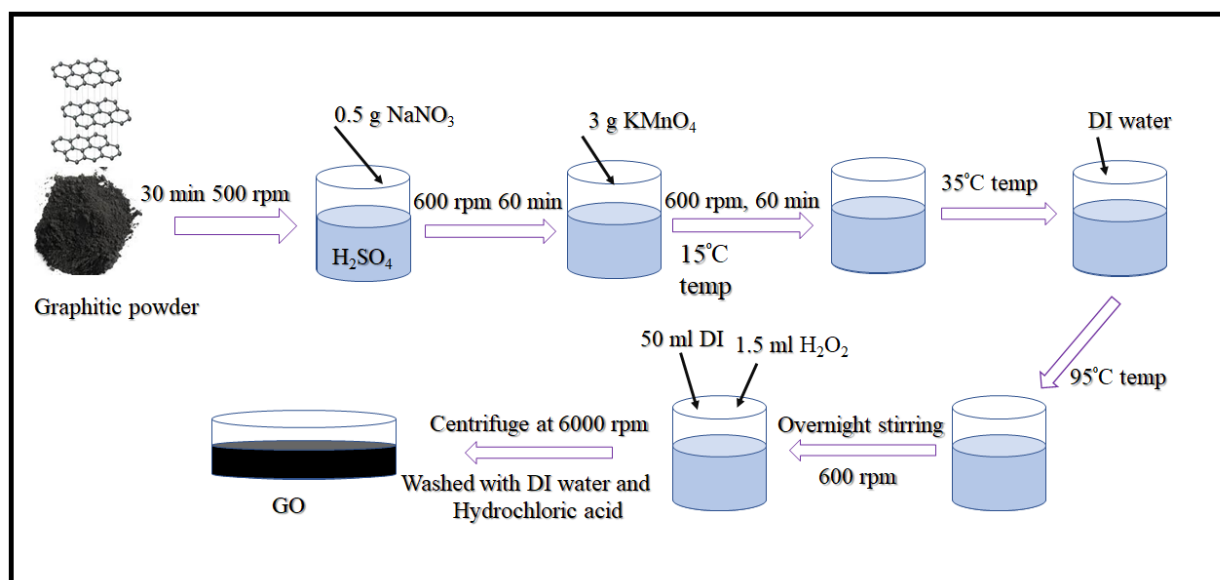 0.5 g NaNO₃
3 g KMnO₄
DI water
30 min 500 rpm
600 rpm 60 min
600 rpm, 60 min
35°C temp
H₂SO₄
15°C
temp
Graphitic powder
50 ml DI
1.5 ml H₂O₂
95°C temp
Centrifuge at 6000 rpm
Overnight stirring
600 rpm
Washed with DI water and
Hydrochloric acid
GO